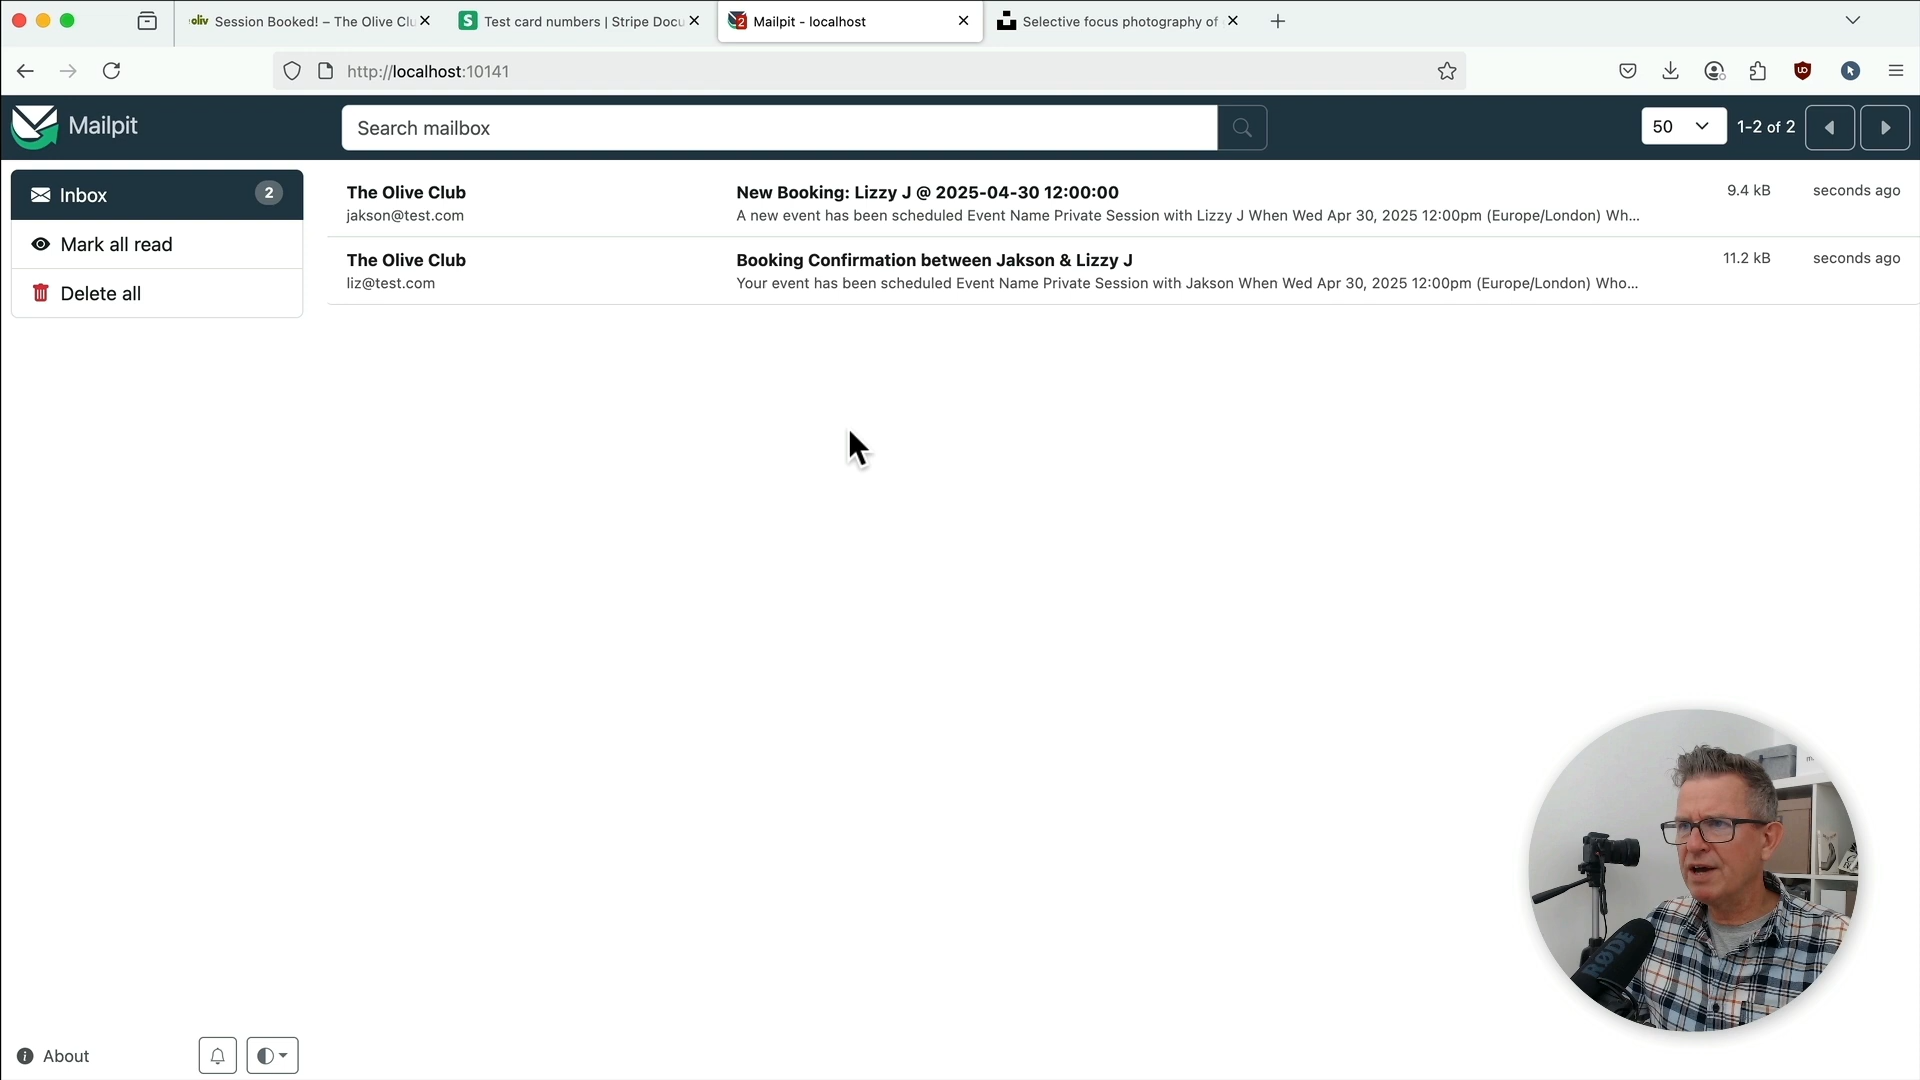 oliv Session Booked! – The Olive Clu
S Test card numbers | Stripe Docu
2 Mailpit - localhost
Selective focus photography of
http://localhost:10141
Mailpit
Search mailbox
50
1-2 of 2
Inbox 2
Mark all read
Delete all
The Olive Club
jakson@test.com
New Booking: Lizzy J @ 2025-04-30 12:00:00
A new event has been scheduled Event Name Private Session with Lizzy J When Wed Apr 30, 2025 12:00pm (Europe/London) Wh...
9.4 kB
seconds ago
The Olive Club
liz@test.com
Booking Confirmation between Jakson & Lizzy J
Your event has been scheduled Event Name Private Session with Jakson When Wed Apr 30, 2025 12:00pm (Europe/London) Who...
11.2 kB
seconds ago
RØDE
About